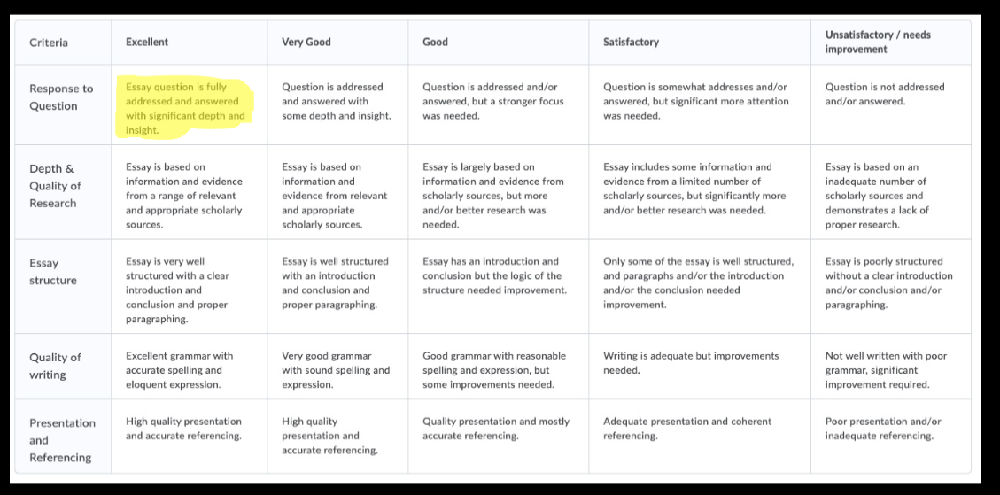 Criteria
Excellent
Very Good
Good
Satisfactory
Unsatisfactory / needs
improvement
Response to
Question
Essay question is fully
addressed and answered
with significant depth and
insight.
Question is addressed
and answered with
some depth and insight.
Question is addressed and/or
answered, but a stronger focus
was needed.
Question is somewhat addresses and/or
answered, but significant more attention
was needed.
Question is not addressed
and/or answered.
Depth &
Quality of
Research
Essay is based on
information and evidence
from a range of relevant
and appropriate scholarly
sources.
Essay is based on
information and
evidence from relevant
and appropriate
scholarly sources.
Essay is largely based on
information and evidence from
scholarly sources, but more
and/or better research was
needed.
Essay includes some information and
evidence from a limited number of
scholarly sources, but significantly more
and/or better research was needed.
Essay is based on an
inadequate number of
scholarly sources and
demonstrates a lack of
proper research.
Essay
structure
Essay is very well
structured with a clear
introduction and
conclusion and proper
paragraphing.
Essay is well structured
with an introduction
and conclusion and
proper paragraphing.
Essay has an introduction and
conclusion but the logic of the
structure needed improvement.
Only some of the essay is well structured,
and paragraphs and/or the introduction
and/or the conclusion needed
improvement.
Essay is poorly structured
without a clear introduction
and/or conclusion and/or
paragraphing.
Quality of
writing
Excellent grammar with
accurate spelling and
eloquent expression.
Very good grammar
with sound spelling and
expression.
Good grammar with reasonable
spelling and expression, but
some improvements needed.
Writing is adequate but improvements
needed.
Not well written with poor
grammar, significant
improvement required.
Presentation
and
Referencing
High quality presentation
and accurate referencing.
High quality
presentation and
accurate referencing.
Quality presentation and mostly
accurate referencing.
Adequate presentation and coherent
referencing.
Poor presentation and/or
inadequate referencing.